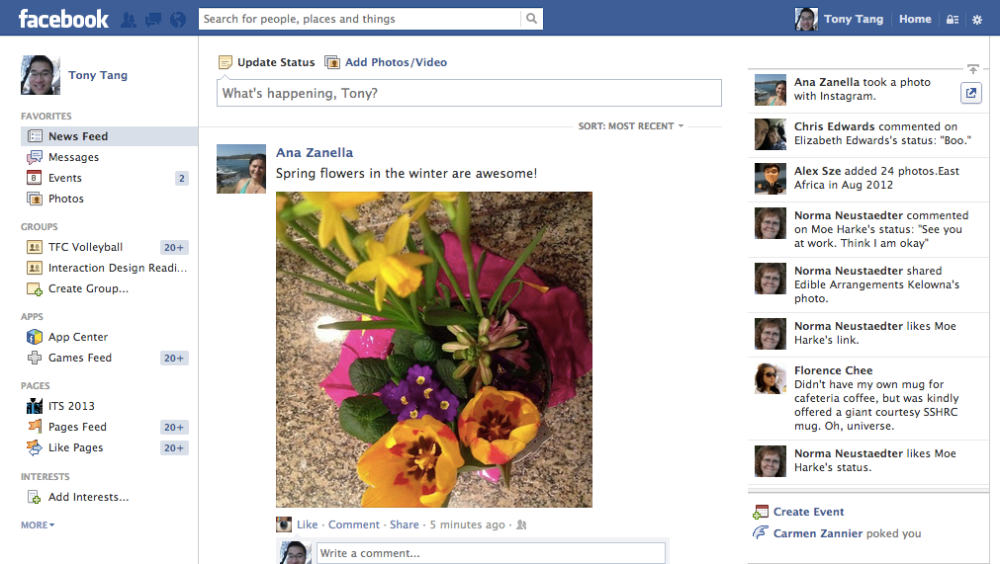 facebook
Search for people, places and things
Tony Tang
Home
Tony Tang
FAVORITES
News Feed
Messages
Events 2
Photos
GROUPS
TFC Volleyball 20+
Interaction Design Readi...
Create Group...
APPS
App Center
Games Feed 20+
PAGES
ITS 2013
Pages Feed 20+
Like Pages 20+
INTERESTS
Add Interests...
MORE
Update Status Add Photos/Video
What's happening, Tony?
SORT: MOST RECENT
Ana Zanella
Spring flowers in the winter are awesome!
Like · Comment · Share · 5 minutes ago ·
Write a comment...
Ana Zanella took a photo
with Instagram.
Chris Edwards commented on
Elizabeth Edwards's status: "Boo."
Alex Sze added 24 photos.East
Africa in Aug 2012
Norma Neustaedter commented
on Moe Harke's status: "See you
at work. Think I am okay"
Norma Neustaedter shared
Edible Arrangements Kelowna's
photo.
Norma Neustaedter likes Moe
Harke's link.
Florence Chee
Didn't have my own mug for
cafeteria coffee, but was kindly
offered a giant courtesy SSHRC
mug. Oh, universe.
Norma Neustaedter likes Moe
Harke's status.
Create Event
Carmen Zannier poked you